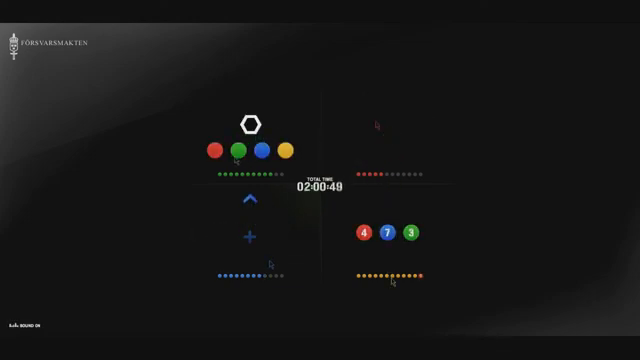 FÖRSVARSMAKTEN
TOTAL TIME
02:00:49
4 7 3
SOUND ON